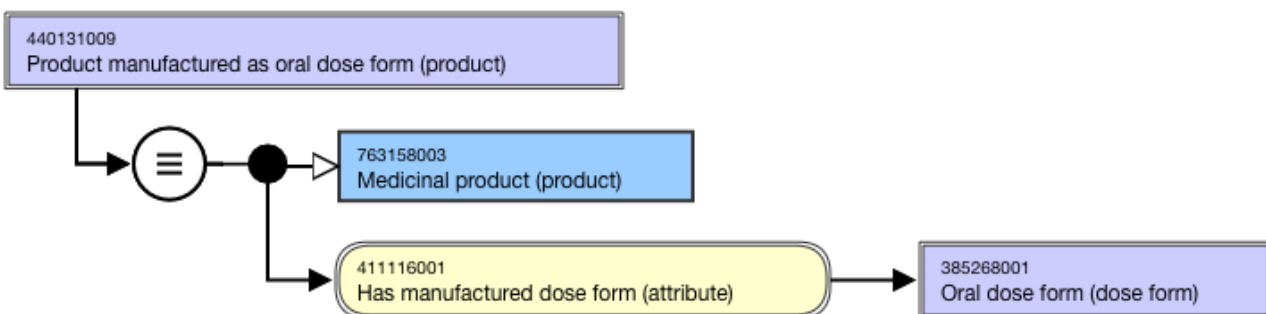 440131009
Product manufactured as oral dose form (product)
763158003
Medicinal product (product)
411116001
Has manufactured dose form (attribute)
385268001
Oral dose form (dose form)